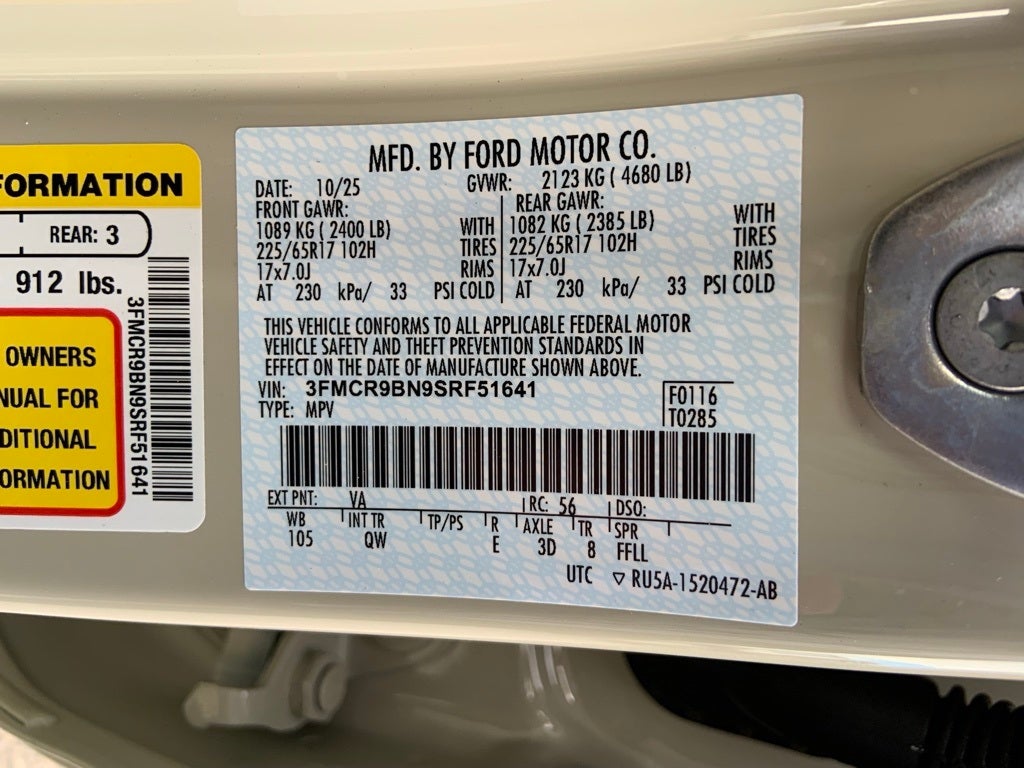 FORMATION
REAR: 3
912 lbs.
OWNERS
NUAL FOR
DITIONAL
ORMATION
3FMCR9BN9SRF51641
MFD. BY FORD MOTOR CO.
DATE: 10/25 GVWR: 2123 KG ( 4680 LB)
FRONT GAWR: REAR GAWR:
1089 KG ( 2400 LB) WITH 1082 KG ( 2385 LB) WITH
225/65R17 102H TIRES 225/65R17 102H TIRES
17x7.0J RIMS 17x7.0J RIMS
AT 230 kPa/ 33 PSI COLD AT 230 kPa/ 33 PSI COLD
THIS VEHICLE CONFORMS TO ALL APPLICABLE FEDERAL MOTOR
VEHICLE SAFETY AND THEFT PREVENTION STANDARDS IN
EFFECT ON THE DATE OF MANUFACTURE SHOWN ABOVE.
VIN: 3FMCR9BN9SRF51641 F0116
TYPE: MPV T0285
EXT PNT: VA RC: 56 DSO:
WB INT TR TP/PS R AXLE TR SPR
105 QW E 3D 8 FFLL
UTC ▽ RU5A-1520472-AB